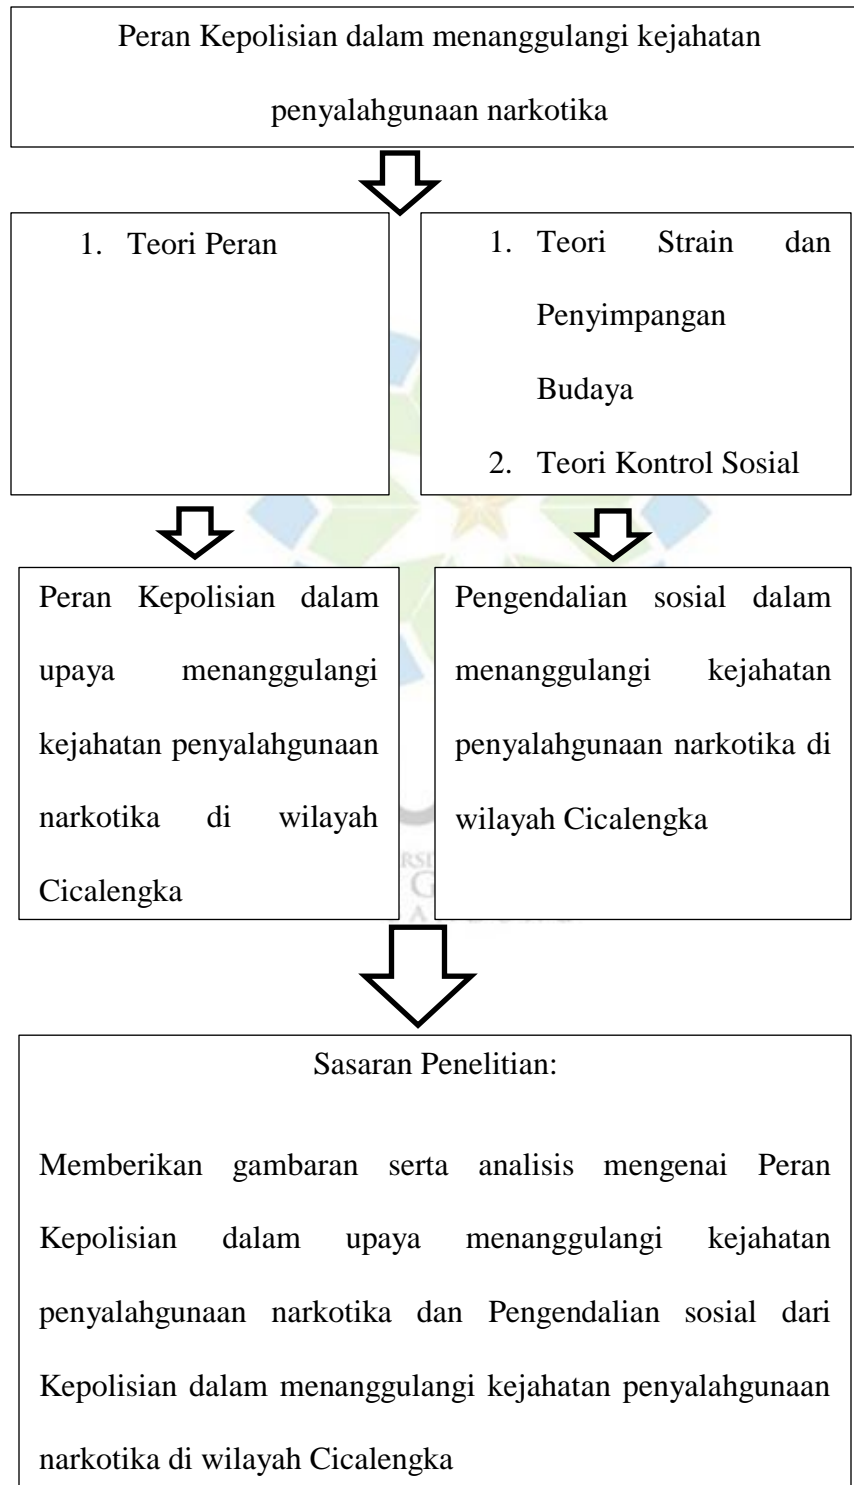 Peran Kepolisian dalam menanggulangi kejahatan
penyalahgunaan narkotika
1. Teori Peran
1. Teori Strain dan
Penyimpangan
Budaya
2. Teori Kontrol Sosial
Peran Kepolisian dalam
upaya menanggulangi
kejahatan penyalahgunaan
narkotika di wilayah
Cicalengka
Pengendalian sosial dalam
menanggulangi kejahatan
penyalahgunaan narkotika di
wilayah Cicalengka
Sasaran Penelitian:
Memberikan gambaran serta analisis mengenai Peran
Kepolisian dalam upaya menanggulangi kejahatan
penyalahgunaan narkotika dan Pengendalian sosial dari
Kepolisian dalam menanggulangi kejahatan penyalahgunaan
narkotika di wilayah Cicalengka